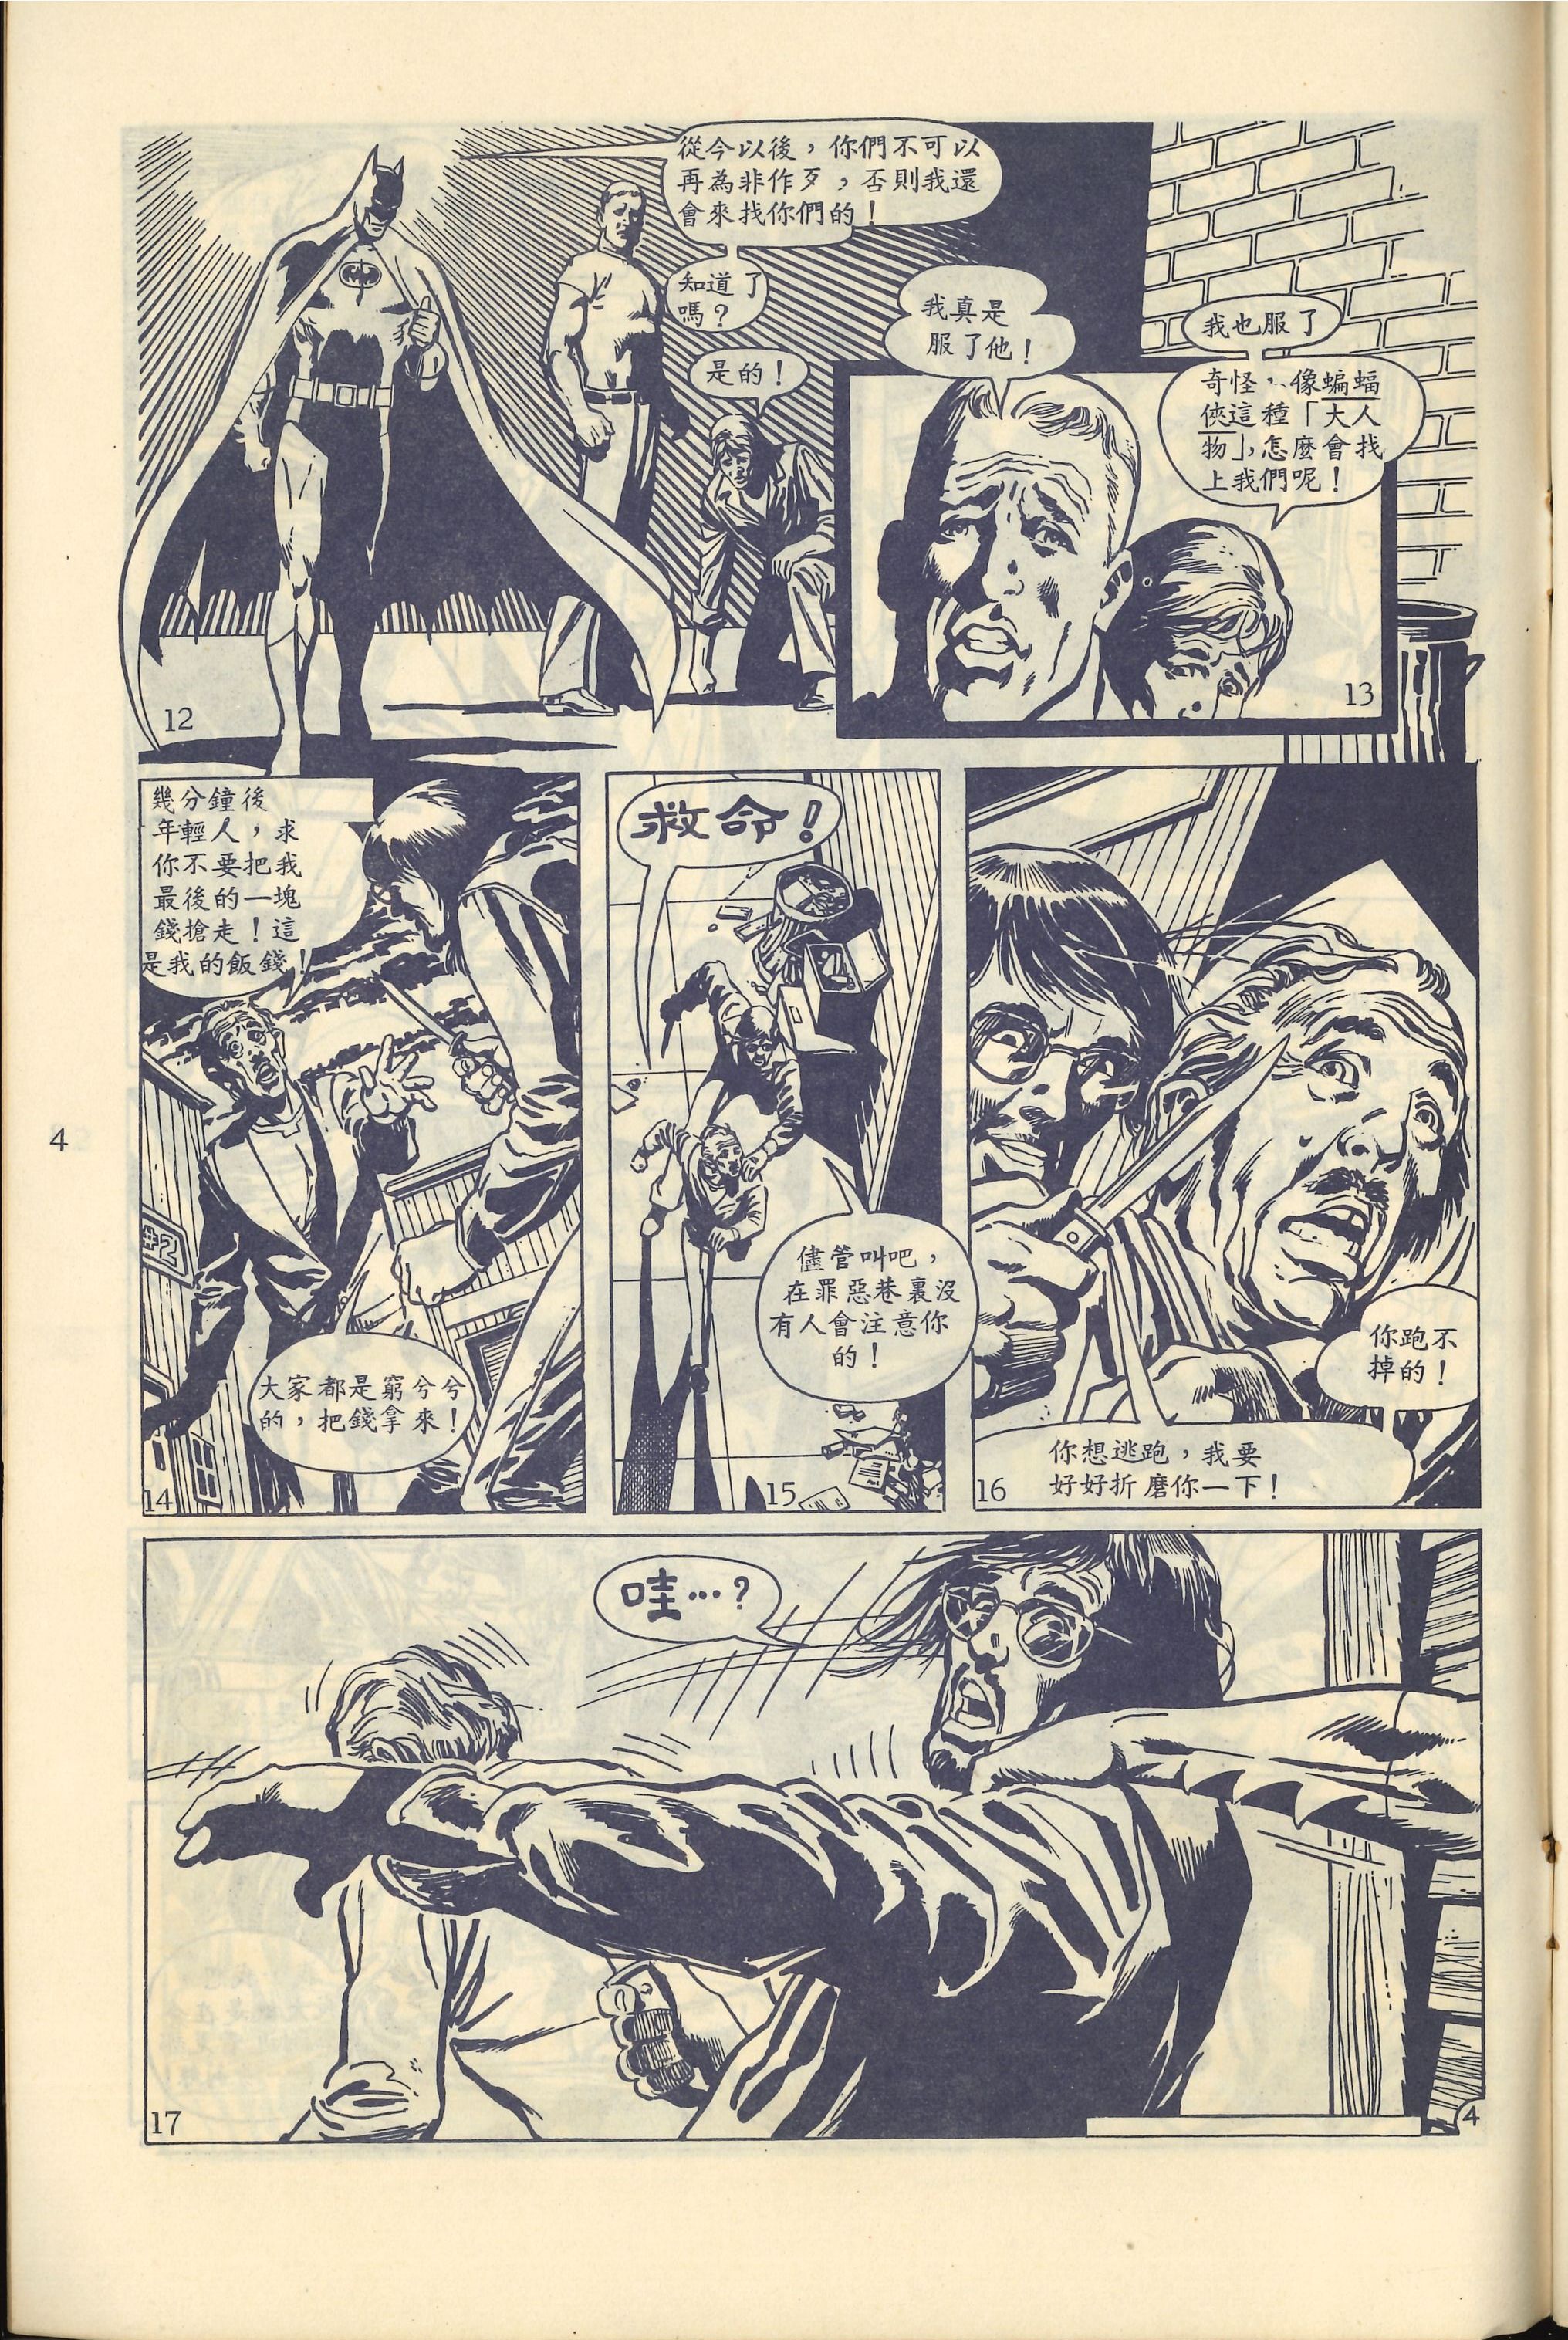 從今以後，你們不可以
再為非作歹，否則我還
會來找你們的！
知道了
嗎？
是的！
12
我真是
服了他！
我也服了
奇怪，像蝙蝠
俠這種「大人
物」，怎麼會找
上我們呢！
13
幾分鐘後
年輕人，求
你不要把我
最後的一塊
錢搶走！這
是我的飯錢！
#2
大家都是窮兮兮
的，把錢拿來！
14
救命！
儘管叫吧，
在罪惡巷裏沒
有人會注意你
的！
15
你跑不
掉的！
你想逃跑，我要
好好折磨你一下！
16
哇…？
17
4
4